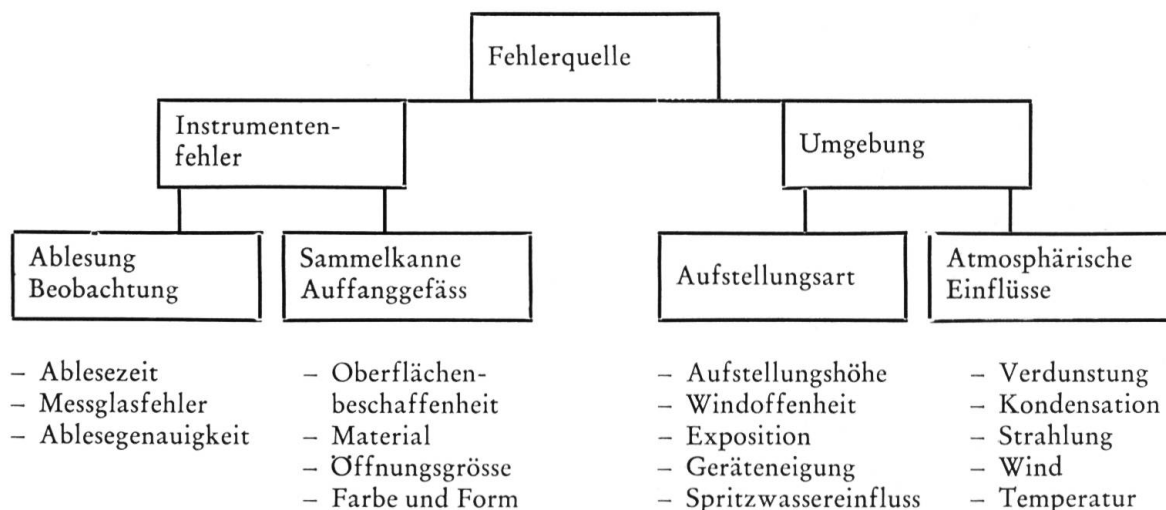 Fehlerquelle
Instrumenten-
fehler
Umgebung
Ablesung
Beobachtung
Sammelkanne
Auffanggefäss
Aufstellungsart
Atmosphärische
Einflüsse
– Ablesezeit
– Messglasfehler
– Ablesegenauigkeit
– Oberflächen-
beschaffenheit
– Material
– Öffnungsgrösse
– Farbe und Form
– Aufstellungshöhe
– Windoffenheit
– Exposition
– Geräteneigung
– Spritzwassereinfluss
– Verdunstung
– Kondensation
– Strahlung
– Wind
– Temperatur